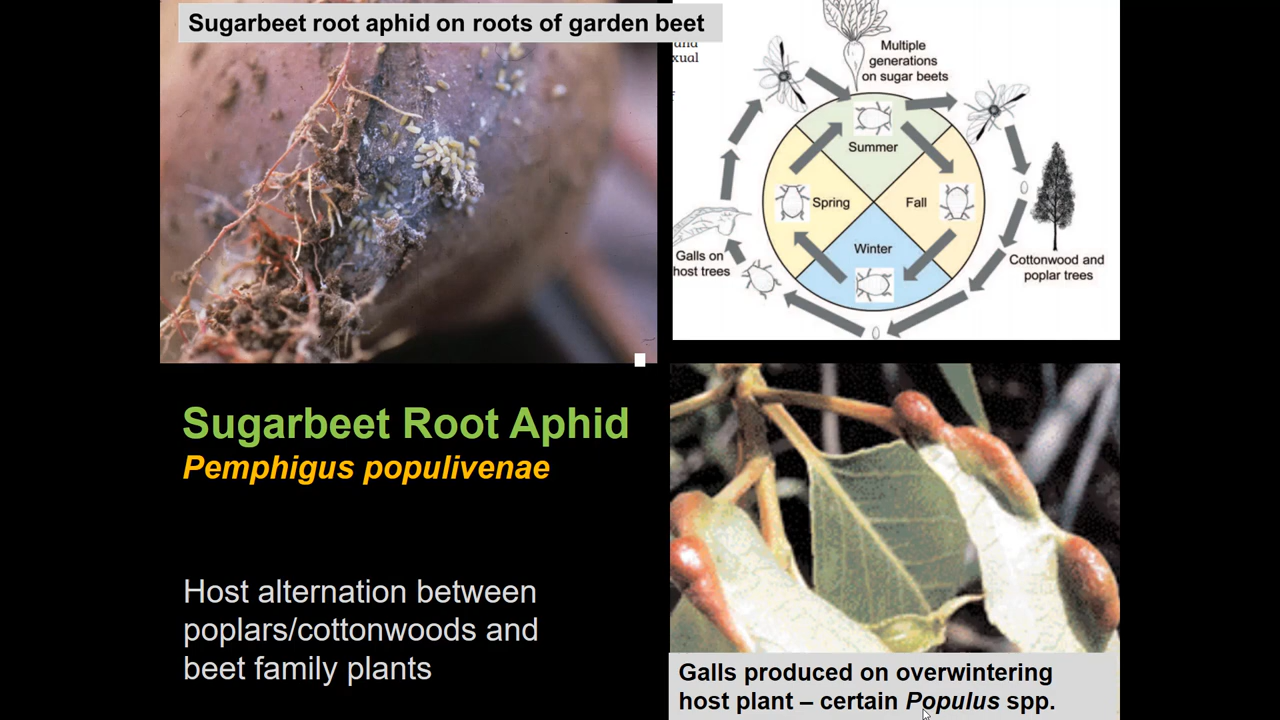 Sugarbeet root aphid on roots of garden beet
xual
Multiple
generations
on sugar beets
Summer
Spring
Fall
Winter
Galls on
host trees
Cottonwood and
poplar trees
Sugarbeet Root Aphid
Pemphigus populivenae
Host alternation between
poplars/cottonwoods and
beet family plants
Galls produced on overwintering
host plant – certain Populus spp.